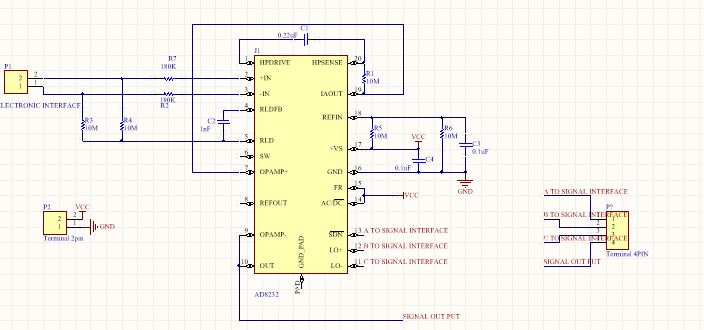 C1
0.22uF
J1
P1
2
1
ELECTRONIC INTERFACE
R7
180K
180K
R2
R3
10M
R4
10M
C2
1nF
1 HPDRIVE
2 +IN
3 -IN
4 RLDFB
5 RLD
6 SW
7 OPAMP+
8 REFOUT
9 OPAMP-
10 OUT
HPSENSE 20
IAOUT 19
REFIN 18
+VS 17
GND 16
FR 15
AC/DC 14
SDN 13
LO+ 12
LO- 11
GND_PAD
PAD
AD8232
R1
10M
R5
10M
VCC
R6
10M
C3
0.1uF
C4
0.1uF
GND
VCC
A TO SIGNAL INTERFACE
B TO SIGNAL INTERFACE
C TO SIGNAL INTERFACE
SIGNAL OUT PUT
P2
VCC
2
1
GND
Terminal 2pin
A TO SIGNAL INTERFACE
B TO SIGNAL INTERFACE
C TO SIGNAL INTERFACE
SIGNAL OUT PUT
P?
1
2
3
4
Terminal 4PIN